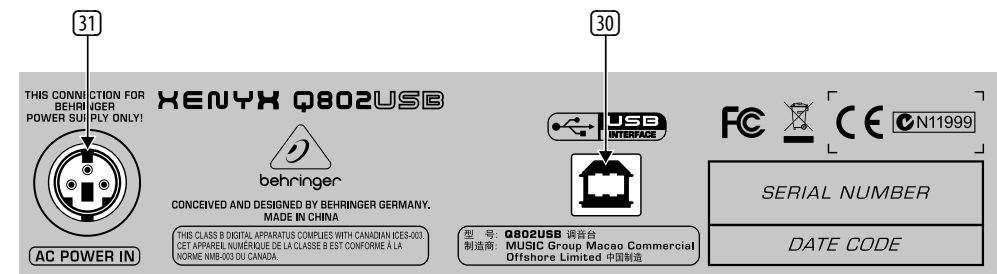 31
30
THIS CONNECTION FOR
BEHRINGER
POWER SUPPLY ONLY!
AC POWER IN
XENYX Q802USB
behringer
CONCEIVED AND DESIGNED BY BEHRINGER GERMANY.
MADE IN CHINA
THIS CLASS B DIGITAL APPARATUS COMPLIES WITH CANADIAN ICES-003.
CET APPAREIL NUMÉRIQUE DE LA CLASSE B EST CONFORME À LA
NORME NMB-003 DU CANADA.
USB
INTERFACE
型 号: Q802USB 调音台
制造商: MUSIC Group Macao Commercial
Offshore Limited 中国制造
FC CE N11999
SERIAL NUMBER
DATE CODE